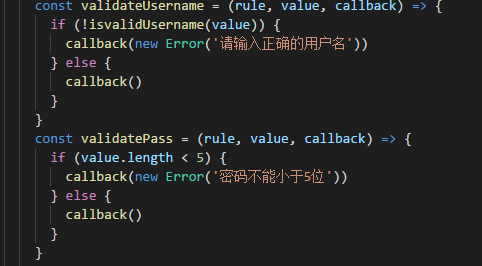 const validateUsername = (rule, value, callback) => {
if (!isvalidUsername(value)) {
callback(new Error('请输入正确的用户名'))
} else {
callback()
}
}
const validatePass = (rule, value, callback) => {
if (value.length < 5) {
callback(new Error('密码不能小于5位'))
} else {
callback()
}
}